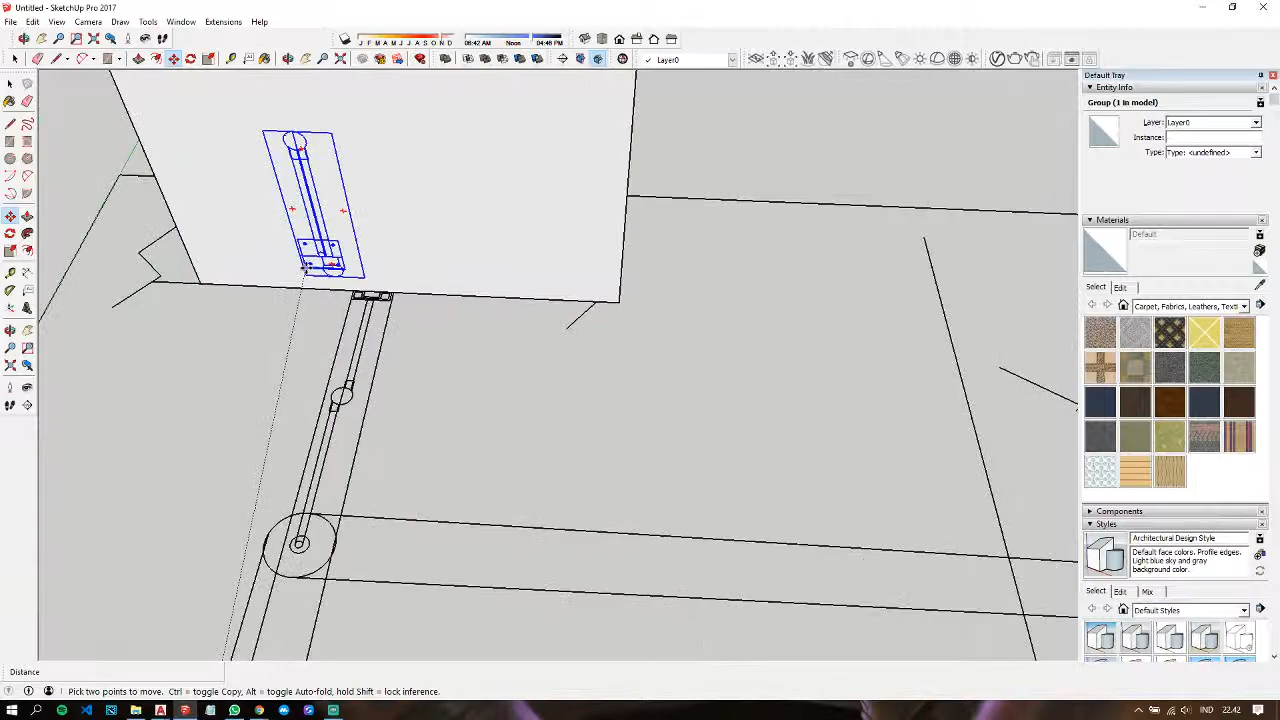 Untitled - SketchUp Pro 2017
File Edit View Camera Draw Tools Window Extensions Help
J F M A M J J A S O N D
06:42 AM Noon 04:46 PM
Layer0
Default Tray
Entity Info
Group (1 in model)
Layer: Layer0
Instance:
Type: Type: <undefined>
Materials
Default
Select Edit
Carpet, Fabrics, Leathers, Texti
Components
Styles
Architectural Design Style
Default face colors. Profile edges. Light blue sky and gray background color.
Select Edit Mix
Default Styles
Distance
Pick two points to move. Ctrl = toggle Copy, Alt = toggle Auto-fold, hold Shift = lock inference.
IND 22.42